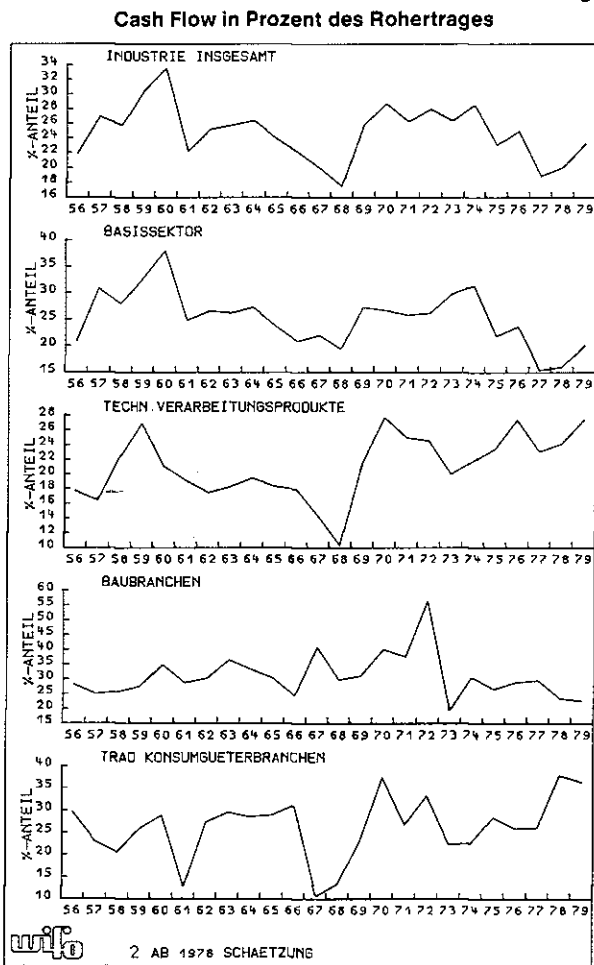 Cash Flow in Prozent des Rohertrages
INDUSTRIE INSGESAMT
%-ANTEIL
34
32
30
28
26
24
22
20
18
16
56 57 58 59 60 61 62 63 64 65 66 67 68 69 70 71 72 73 74 75 76 77 78 79
BASISSEKTOR
%-ANTEIL
40
35
30
25
20
15
56 57 58 59 60 61 62 63 64 65 66 67 68 69 70 71 72 73 74 75 76 77 78 79
TECHN.VERARBEITUNGSPRODUKTE
%-ANTEIL
28
26
24
22
20
18
16
14
12
10
56 57 58 59 60 61 62 63 64 65 66 67 68 69 70 71 72 73 74 75 76 77 78 79
BAUBRANCHEN
%-ANTEIL
60
55
50
45
40
35
30
25
20
15
56 57 58 59 60 61 62 63 64 65 66 67 68 69 70 71 72 73 74 75 76 77 78 79
TRAD KONSUMGUETERBRANCHEN
%-ANTEIL
40
35
30
25
20
15
10
56 57 58 59 60 61 62 63 64 65 66 67 68 69 70 71 72 73 74 75 76 77 78 79
wifo
2 AB 1978 SCHAETZUNG